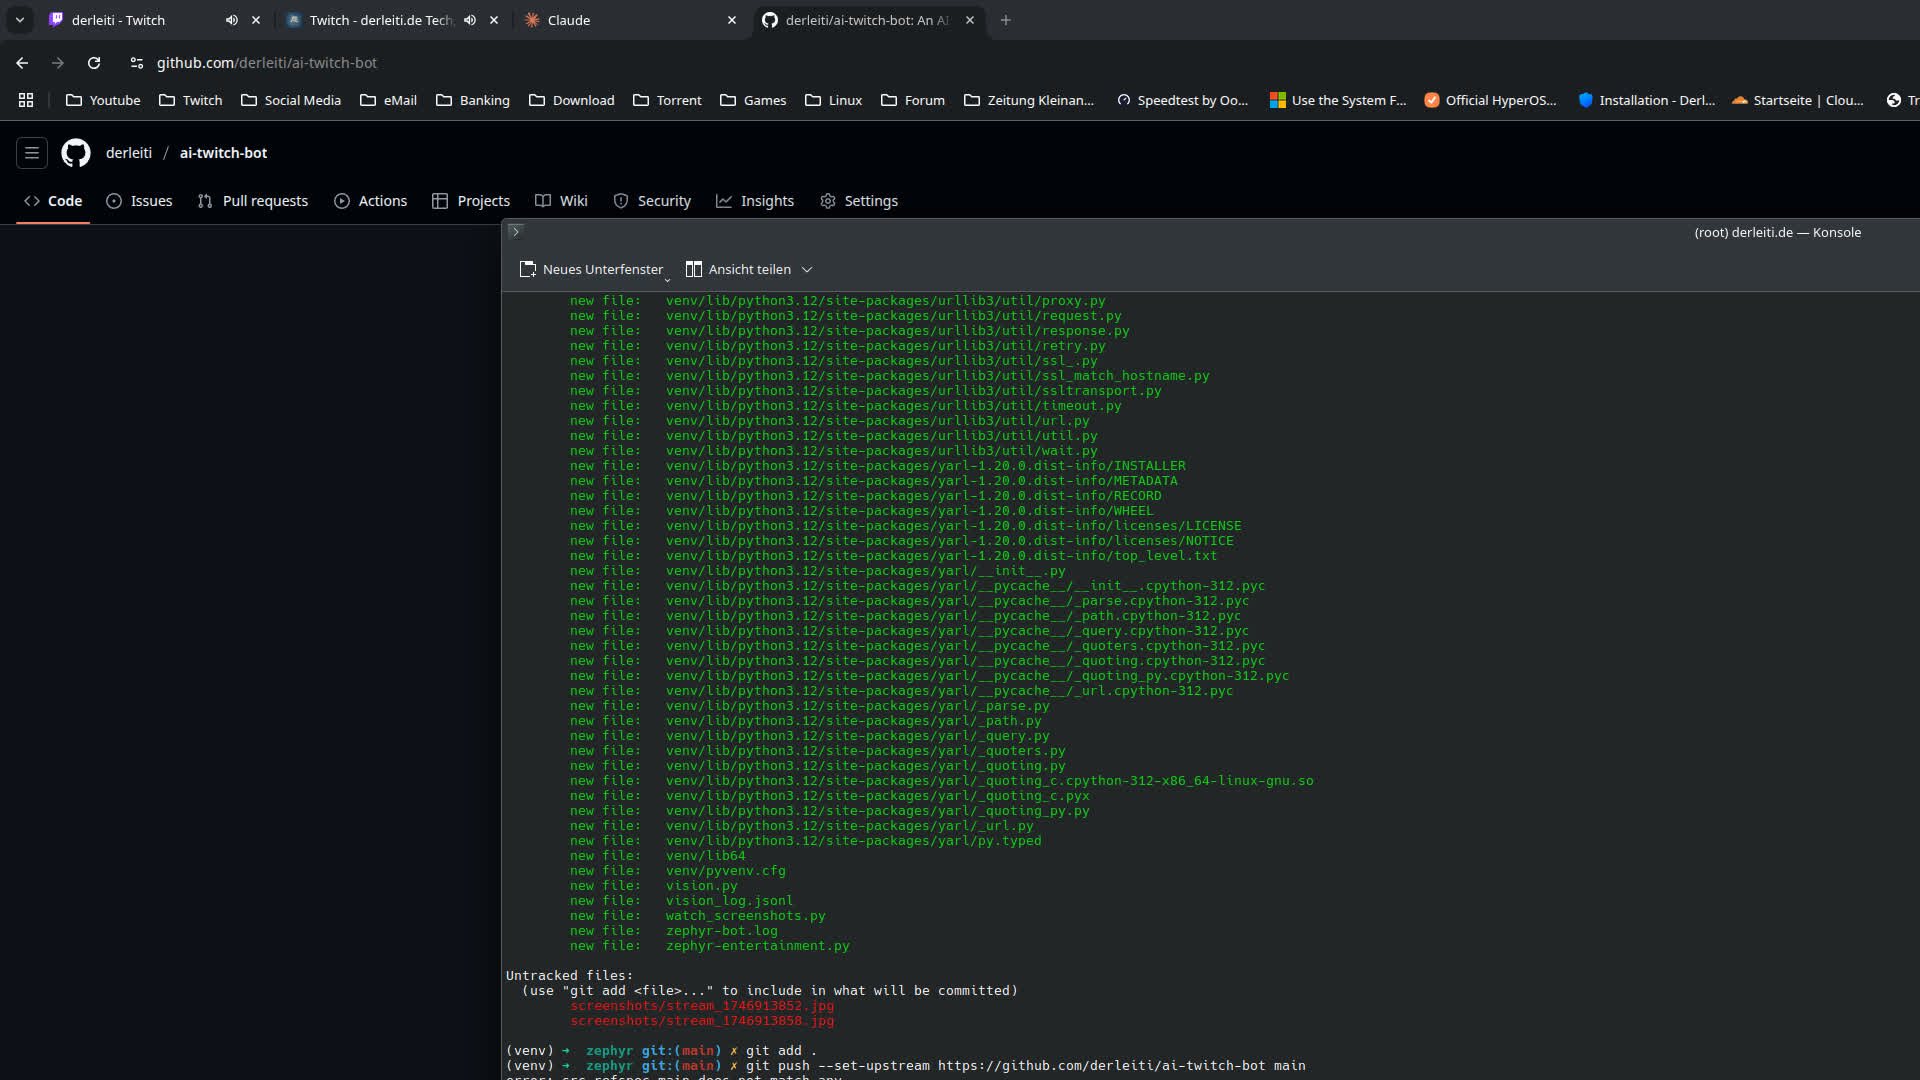 derleiti - Twitch
Twitch - derleiti.de Tech
Claude
derleiti/ai-twitch-bot: An AI
github.com/derleiti/ai-twitch-bot
Youtube
Twitch
Social Media
eMail
Banking
Download
Torrent
Games
Linux
Forum
Zeitung Kleinan...
Speedtest by Oo...
Use the System F...
Official HyperOS...
Installation - Derl...
Startseite | Clou...
Tr
derleiti / ai-twitch-bot
Code
Issues
Pull requests
Actions
Projects
Wiki
Security
Insights
Settings
(root) derleiti.de — Konsole
Neues Unterfenster
Ansicht teilen
new file:   venv/lib/python3.12/site-packages/urllib3/util/proxy.py
new file:   venv/lib/python3.12/site-packages/urllib3/util/request.py
new file:   venv/lib/python3.12/site-packages/urllib3/util/response.py
new file:   venv/lib/python3.12/site-packages/urllib3/util/retry.py
new file:   venv/lib/python3.12/site-packages/urllib3/util/ssl_.py
new file:   venv/lib/python3.12/site-packages/urllib3/util/ssl_match_hostname.py
new file:   venv/lib/python3.12/site-packages/urllib3/util/ssltransport.py
new file:   venv/lib/python3.12/site-packages/urllib3/util/timeout.py
new file:   venv/lib/python3.12/site-packages/urllib3/util/url.py
new file:   venv/lib/python3.12/site-packages/urllib3/util/util.py
new file:   venv/lib/python3.12/site-packages/urllib3/util/wait.py
new file:   venv/lib/python3.12/site-packages/yarl-1.20.0.dist-info/INSTALLER
new file:   venv/lib/python3.12/site-packages/yarl-1.20.0.dist-info/METADATA
new file:   venv/lib/python3.12/site-packages/yarl-1.20.0.dist-info/RECORD
new file:   venv/lib/python3.12/site-packages/yarl-1.20.0.dist-info/WHEEL
new file:   venv/lib/python3.12/site-packages/yarl-1.20.0.dist-info/licenses/LICENSE
new file:   venv/lib/python3.12/site-packages/yarl-1.20.0.dist-info/licenses/NOTICE
new file:   venv/lib/python3.12/site-packages/yarl-1.20.0.dist-info/top_level.txt
new file:   venv/lib/python3.12/site-packages/yarl/__init__.py
new file:   venv/lib/python3.12/site-packages/yarl/__pycache__/__init__.cpython-312.pyc
new file:   venv/lib/python3.12/site-packages/yarl/__pycache__/_parse.cpython-312.pyc
new file:   venv/lib/python3.12/site-packages/yarl/__pycache__/_path.cpython-312.pyc
new file:   venv/lib/python3.12/site-packages/yarl/__pycache__/_query.cpython-312.pyc
new file:   venv/lib/python3.12/site-packages/yarl/__pycache__/_quoters.cpython-312.pyc
new file:   venv/lib/python3.12/site-packages/yarl/__pycache__/_quoting.cpython-312.pyc
new file:   venv/lib/python3.12/site-packages/yarl/__pycache__/_quoting_py.cpython-312.pyc
new file:   venv/lib/python3.12/site-packages/yarl/__pycache__/_url.cpython-312.pyc
new file:   venv/lib/python3.12/site-packages/yarl/_parse.py
new file:   venv/lib/python3.12/site-packages/yarl/_path.py
new file:   venv/lib/python3.12/site-packages/yarl/_query.py
new file:   venv/lib/python3.12/site-packages/yarl/_quoters.py
new file:   venv/lib/python3.12/site-packages/yarl/_quoting.py
new file:   venv/lib/python3.12/site-packages/yarl/_quoting_c.cpython-312-x86_64-linux-gnu.so
new file:   venv/lib/python3.12/site-packages/yarl/_quoting_c.pyx
new file:   venv/lib/python3.12/site-packages/yarl/_quoting_py.py
new file:   venv/lib/python3.12/site-packages/yarl/_url.py
new file:   venv/lib/python3.12/site-packages/yarl/py.typed
new file:   venv/lib64
new file:   venv/pyvenv.cfg
new file:   vision.py
new file:   vision_log.jsonl
new file:   watch_screenshots.py
new file:   zephyr-bot.log
new file:   zephyr-entertainment.py
Untracked files:
(use "git add <file>..." to include in what will be committed)
screenshots/stream_1746913852.jpg
screenshots/stream_1746913858.jpg
(venv) ➜  zephyr git:(main) ✗ git add .
(venv) ➜  zephyr git:(main) ✗ git push --set-upstream https://github.com/derleiti/ai-twitch-bot main
error: src refspec main does not match any